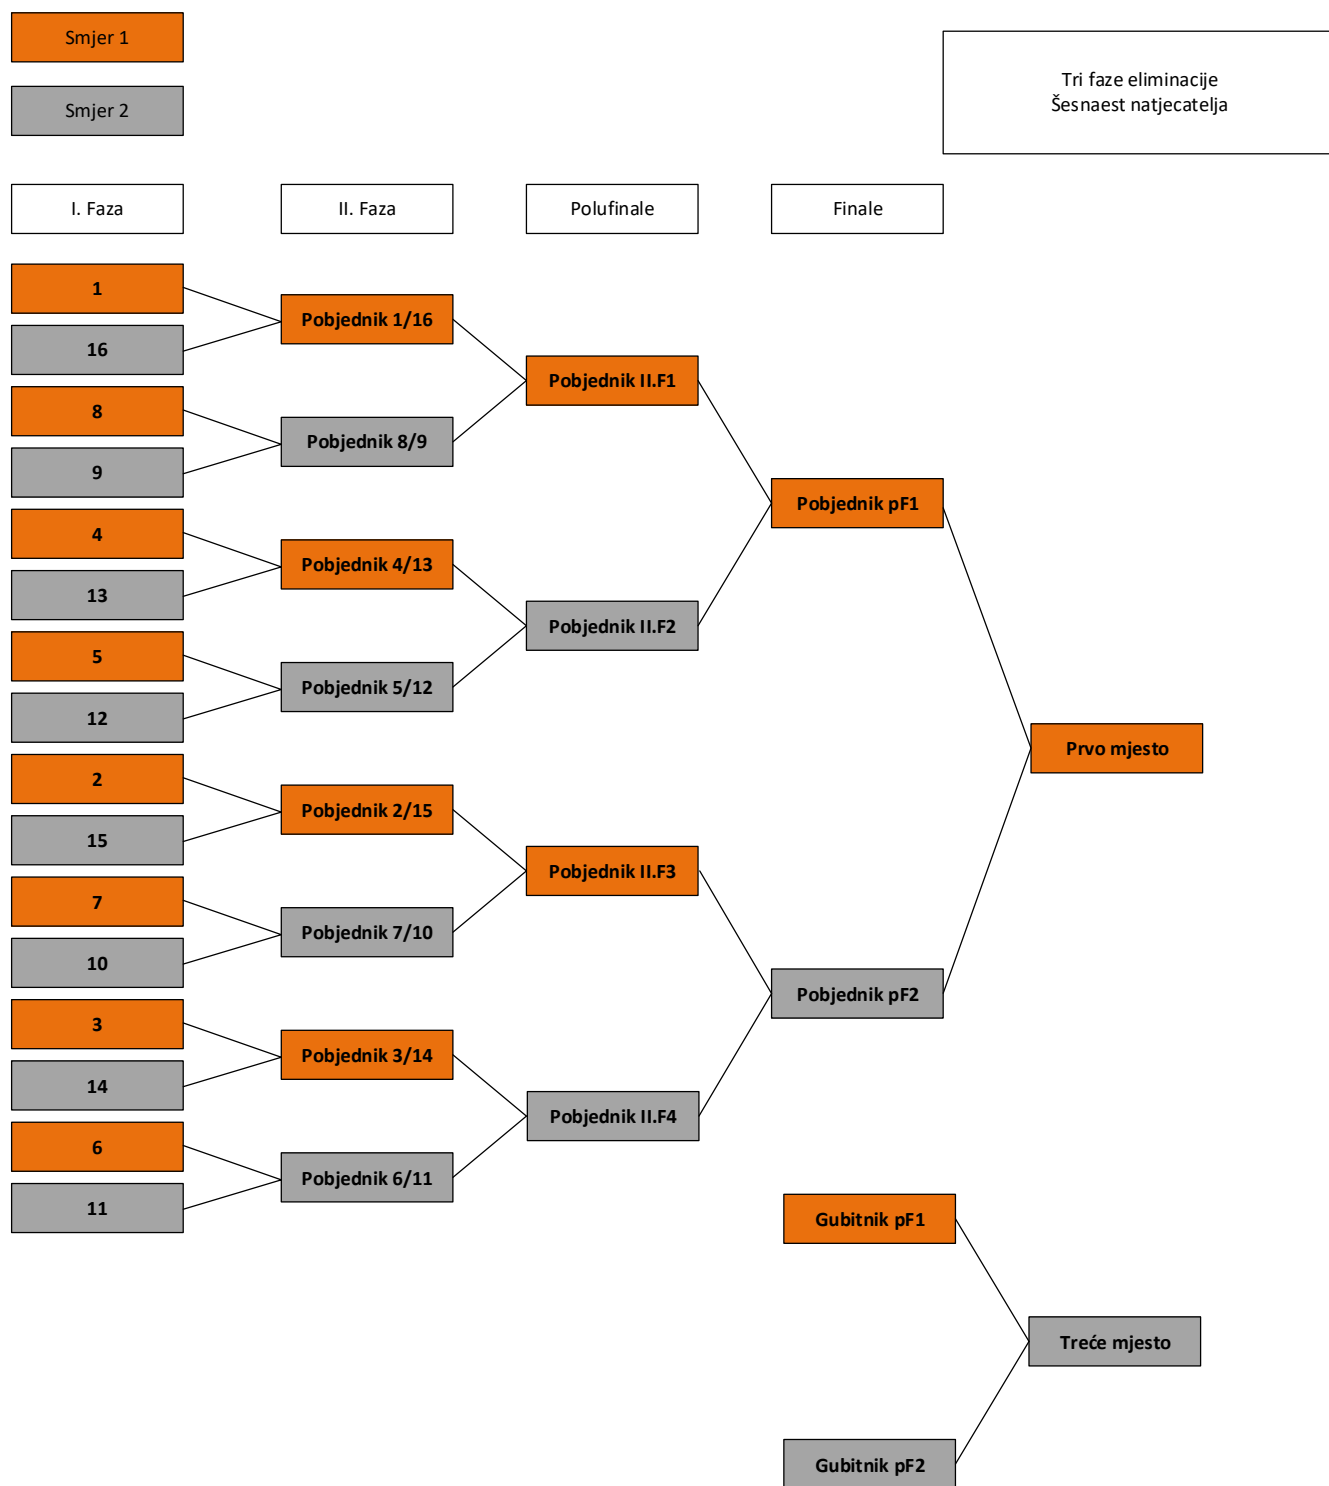 Smjer 1
Smjer 2
Tri faze eliminacije
Šesnaest natjecatelja
I. Faza
II. Faza
Polufinale
Finale
1
16
8
9
4
13
5
12
2
15
7
10
3
14
6
11
Pobjednik 1/16
Pobjednik 8/9
Pobjednik 4/13
Pobjednik 5/12
Pobjednik 2/15
Pobjednik 7/10
Pobjednik 3/14
Pobjednik 6/11
Pobjednik II.F1
Pobjednik II.F2
Pobjednik II.F3
Pobjednik II.F4
Pobjednik pF1
Pobjednik pF2
Prvo mjesto
Gubitnik pF1
Gubitnik pF2
Treće mjesto